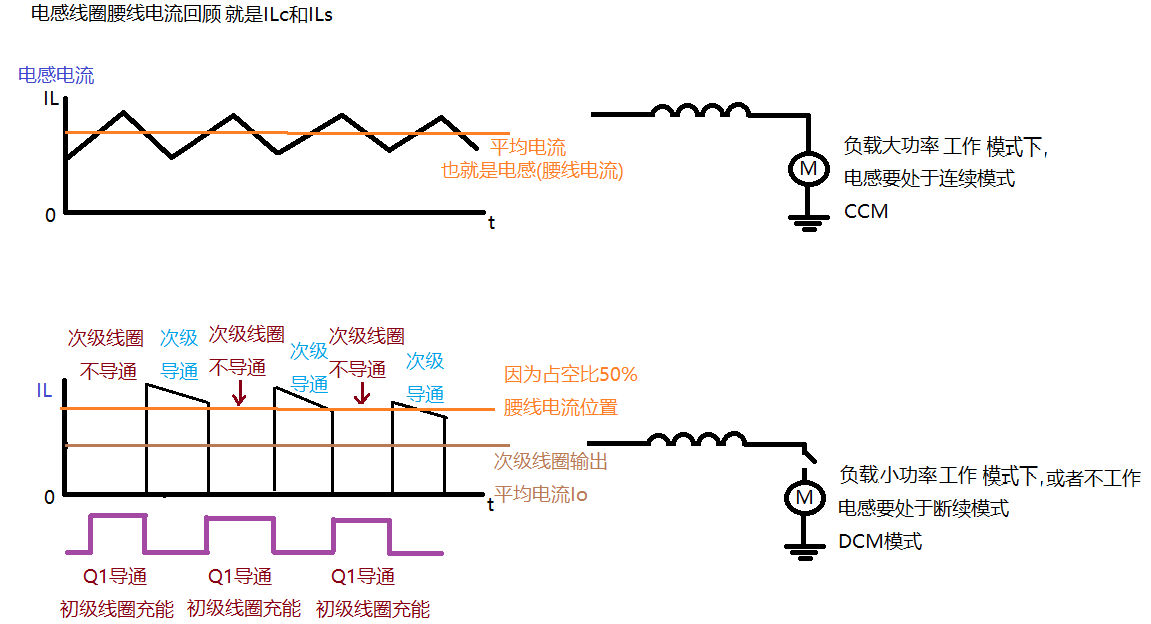 电感线圈腰线电流回顾 就是ILc和ILs
电感电流
IL
平均电流
也就是电感(腰线电流)
0
t
M
负载大功率 工作 模式下,
电感要处于连续模式
CCM
次级线圈
不导通
次级
导通
次级线圈
不导通
次级
导通
次级线圈
不导通
次级
导通
IL
因为占空比50%
腰线电流位置
次级线圈输出
平均电流Io
0
t
M
负载小功率 工作 模式下,或者不工作
电感要处于断续模式
DCM模式
Q1导通
初级线圈充能
Q1导通
初级线圈充能
Q1导通
初级线圈充能